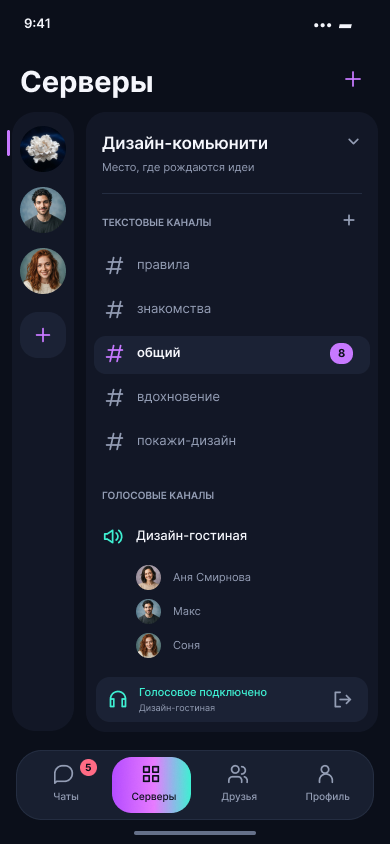 9:41
Серверы
Дизайн-комьюнити
Место, где рождаются идеи
ТЕКСТОВЫЕ КАНАЛЫ
правила
знакомства
общий 8
вдохновение
покажи-дизайн
ГОЛОСОВЫЕ КАНАЛЫ
Дизайн-гостиная
Аня Смирнова
Макс
Соня
Голосовое подключено
Дизайн-гостиная
5
Чаты Серверы Друзья Профиль